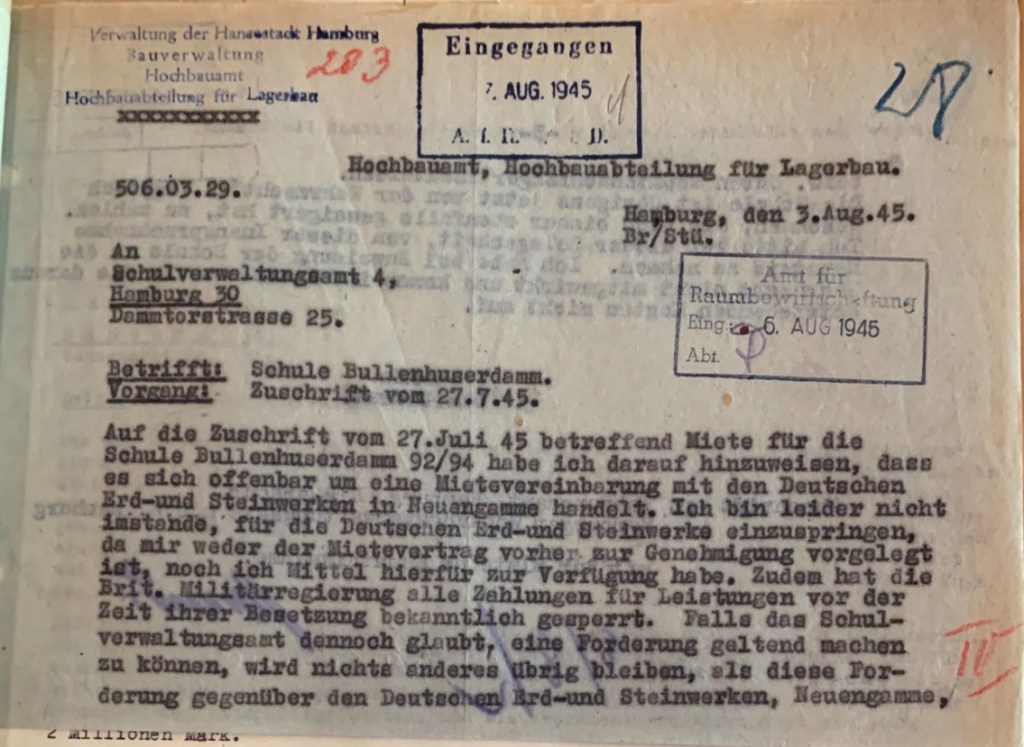 Verwaltung der Hansestadt Hamburg
Bauverwaltung
Hochbauamt
Hochbauabteilung für Lagerbau
203
Eingegangen
7. AUG. 1945
28
Hochbauamt, Hochbauabteilung für Lagerbau.
506.03.29.
Hamburg, den 3.Aug.45.
Br/Stü.
An
Schulverwaltungsamt 4,
Hamburg 30
Dammtorstrasse 25.
Amt für
Raumbewirtschaftung
Eing.: 6. AUG 1945
Abt.
Betrifft: Schule Bullenhuserdamm.
Vorgang: Zuschrift vom 27.7.45.
Auf die Zuschrift vom 27.Juli 45 betreffend Miete für die
Schule Bullenhuserdamm 92/94 habe ich darauf hinzuweisen, dass
es sich offenbar um eine Mietevereinbarung mit den Deutschen
Erd-und Steinwerken in Neuengamme handelt. Ich bin leider nicht
imstande, für die Deutschen Erd-und Steinwerke einzuspringen,
da mir weder der Mietevertrag vorher zur Genehmigung vorgelegt
ist, noch ich Mittel hierfür zur Verfügung habe. Zudem hat die
Brit. Militärregierung alle Zahlungen für Leistungen vor der
Zeit ihrer Besetzung bekanntlich gesperrt. Falls das Schul-
verwaltungsamt dennoch glaubt, eine Forderung geltend machen
zu können, wird nichts anderes übrig bleiben, als diese For-
derung gegenüber den Deutschen Erd-und Steinwerken, Neuengamme,
IV
2 Millionen Mark.